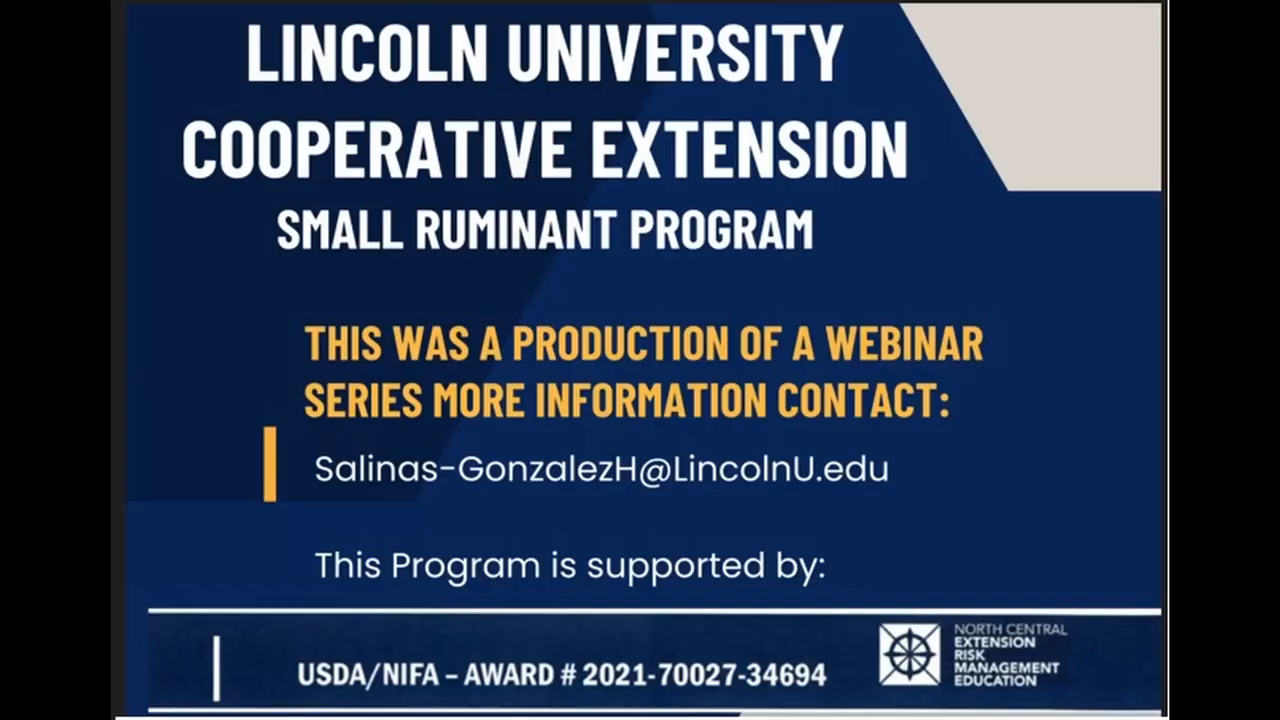 LINCOLN UNIVERSITY
COOPERATIVE EXTENSION
SMALL RUMINANT PROGRAM
THIS WAS A PRODUCTION OF A WEBINAR
SERIES MORE INFORMATION CONTACT:
Salinas-GonzalezH@LincolnU.edu
This Program is supported by:
USDA/NIFA – AWARD # 2021-70027-34694
NORTH CENTRAL
EXTENSION
RISK
MANAGEMENT
EDUCATION